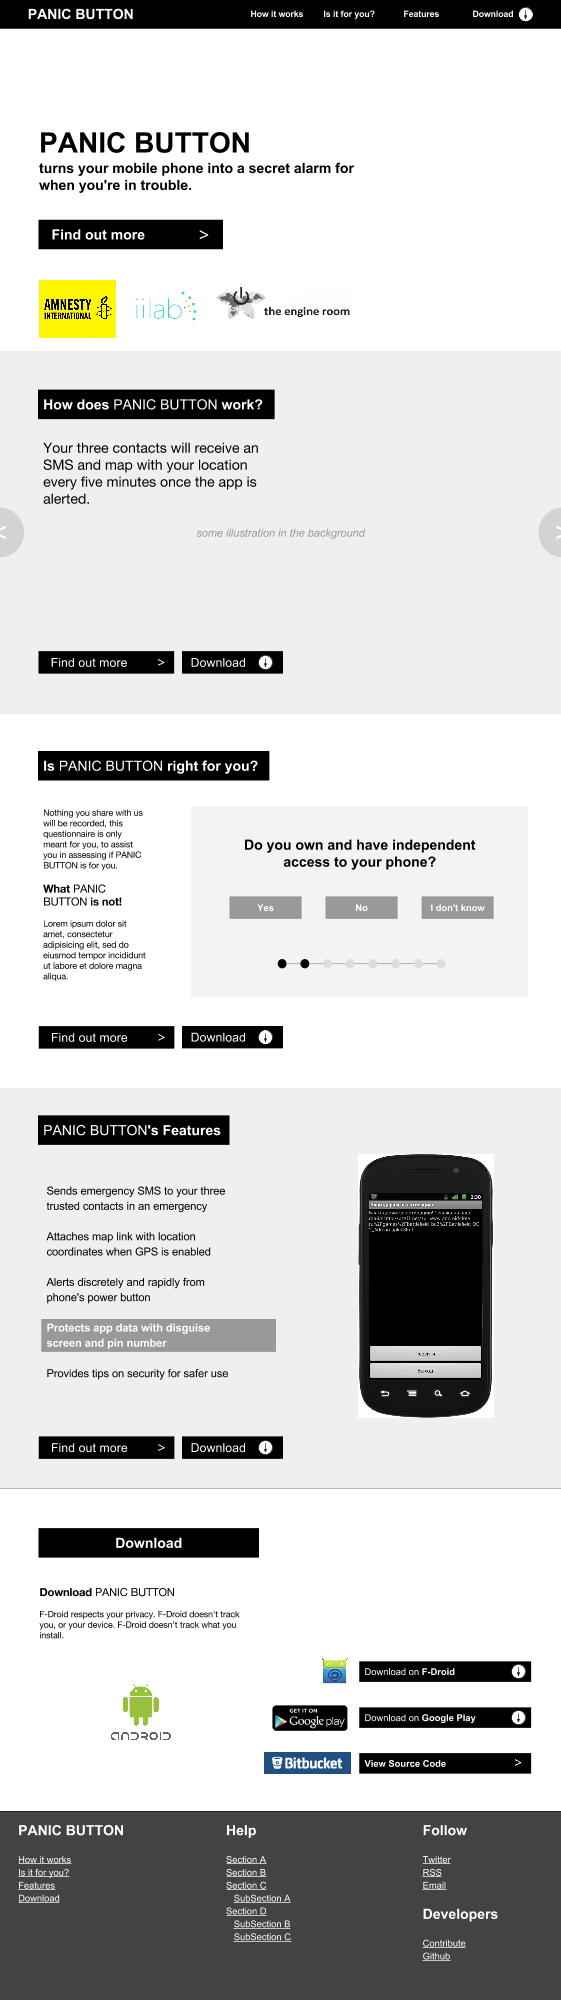 PANIC BUTTON
How it works
Is it for you?
Features
Download
PANIC BUTTON
turns your mobile phone into a secret alarm for
when you're in trouble.
Find out more >
AMNESTY
INTERNATIONAL
iilab
the engine room
How does PANIC BUTTON work?
Your three contacts will receive an
SMS and map with your location
every five minutes once the app is
alerted.
some illustration in the background
Find out more >
Download
Is PANIC BUTTON right for you?
Nothing you share with us
will be recorded, this
questionnaire is only
meant for you, to assist
you in assessing if PANIC
BUTTON is for you.
What PANIC
BUTTON is not!
Lorem ipsum dolor sit
amet, consectetur
adipisicing elit, sed do
eiusmod tempor incididunt
ut labore et dolore magna
aliqua.
Do you own and have independent
access to your phone?
Yes
No
I don't know
Find out more >
Download
PANIC BUTTON's Features
Sends emergency SMS to your three
trusted contacts in an emergency
Attaches map link with location
coordinates when GPS is enabled
Alerts discretely and rapidly from
phone's power button
Protects app data with disguise
screen and pin number
Provides tips on security for safer use
2:30
Find out more >
Download
Download
Download PANIC BUTTON
F-Droid respects your privacy. F-Droid doesn't track
you, or your device. F-Droid doesn't track what you
install.
ANDROID
Download on F-Droid
GET IT ON
Google play
Download on Google Play
Bitbucket
View Source Code >
PANIC BUTTON
How it works
Is it for you?
Features
Download
Help
Section A
Section B
Section C
SubSection A
Section D
SubSection B
SubSection C
Follow
Twitter
RSS
Email
Developers
Contribute
Github